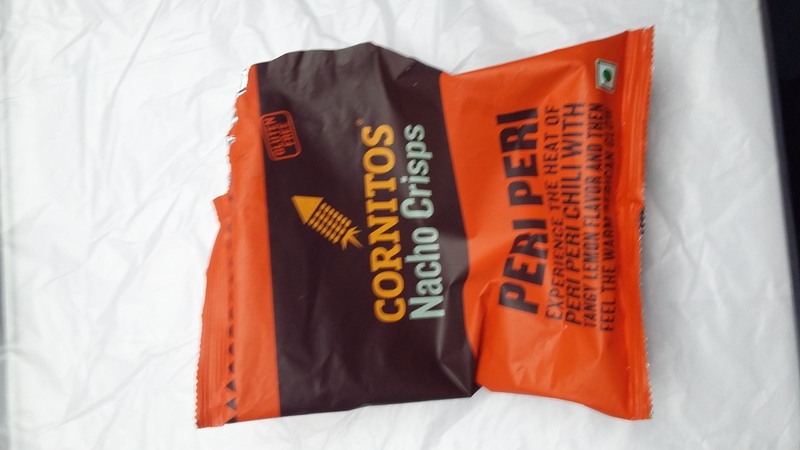 GLUTEN
FREE
CORNITOS®
Nacho Crisps
PERI PERI
EXPERIENCE THE HEAT OF
PERI PERI CHILI WITH
TANGY LEMON FLAVOR AND THEN
FEEL THE WARM AFRICAN GLOW